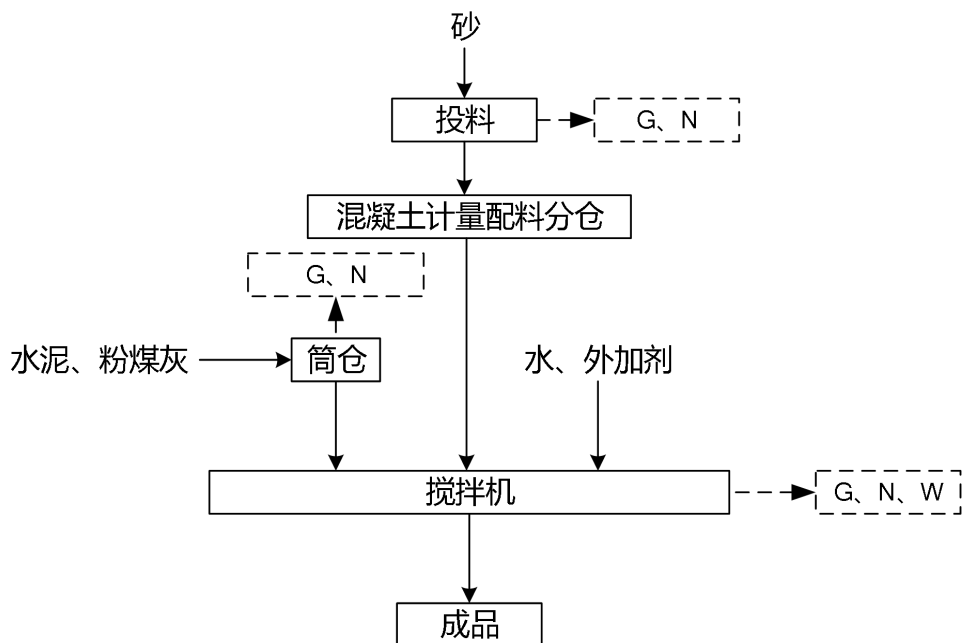 砂
投料
G、N
混凝土计量配料分仓
G、N
水泥、粉煤灰
筒仓
水、外加剂
搅拌机
G、N、W
成品